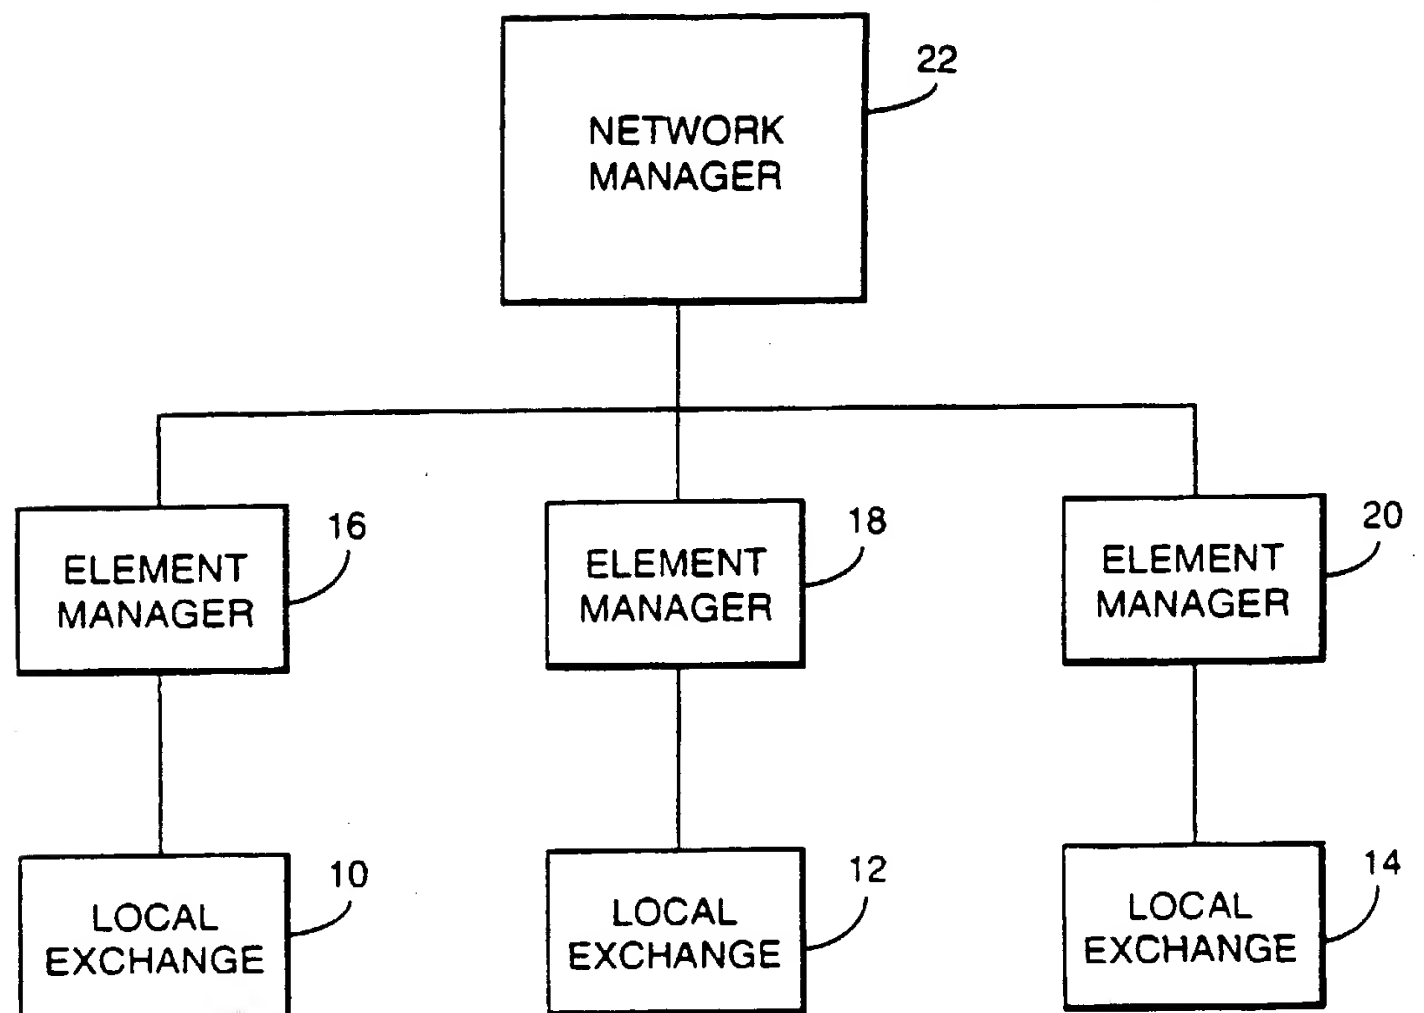 22
NETWORK
MANAGER
16
18
20
ELEMENT
MANAGER
ELEMENT
MANAGER
ELEMENT
MANAGER
10
12
14
LOCAL
EXCHANGE
LOCAL
EXCHANGE
LOCAL
EXCHANGE